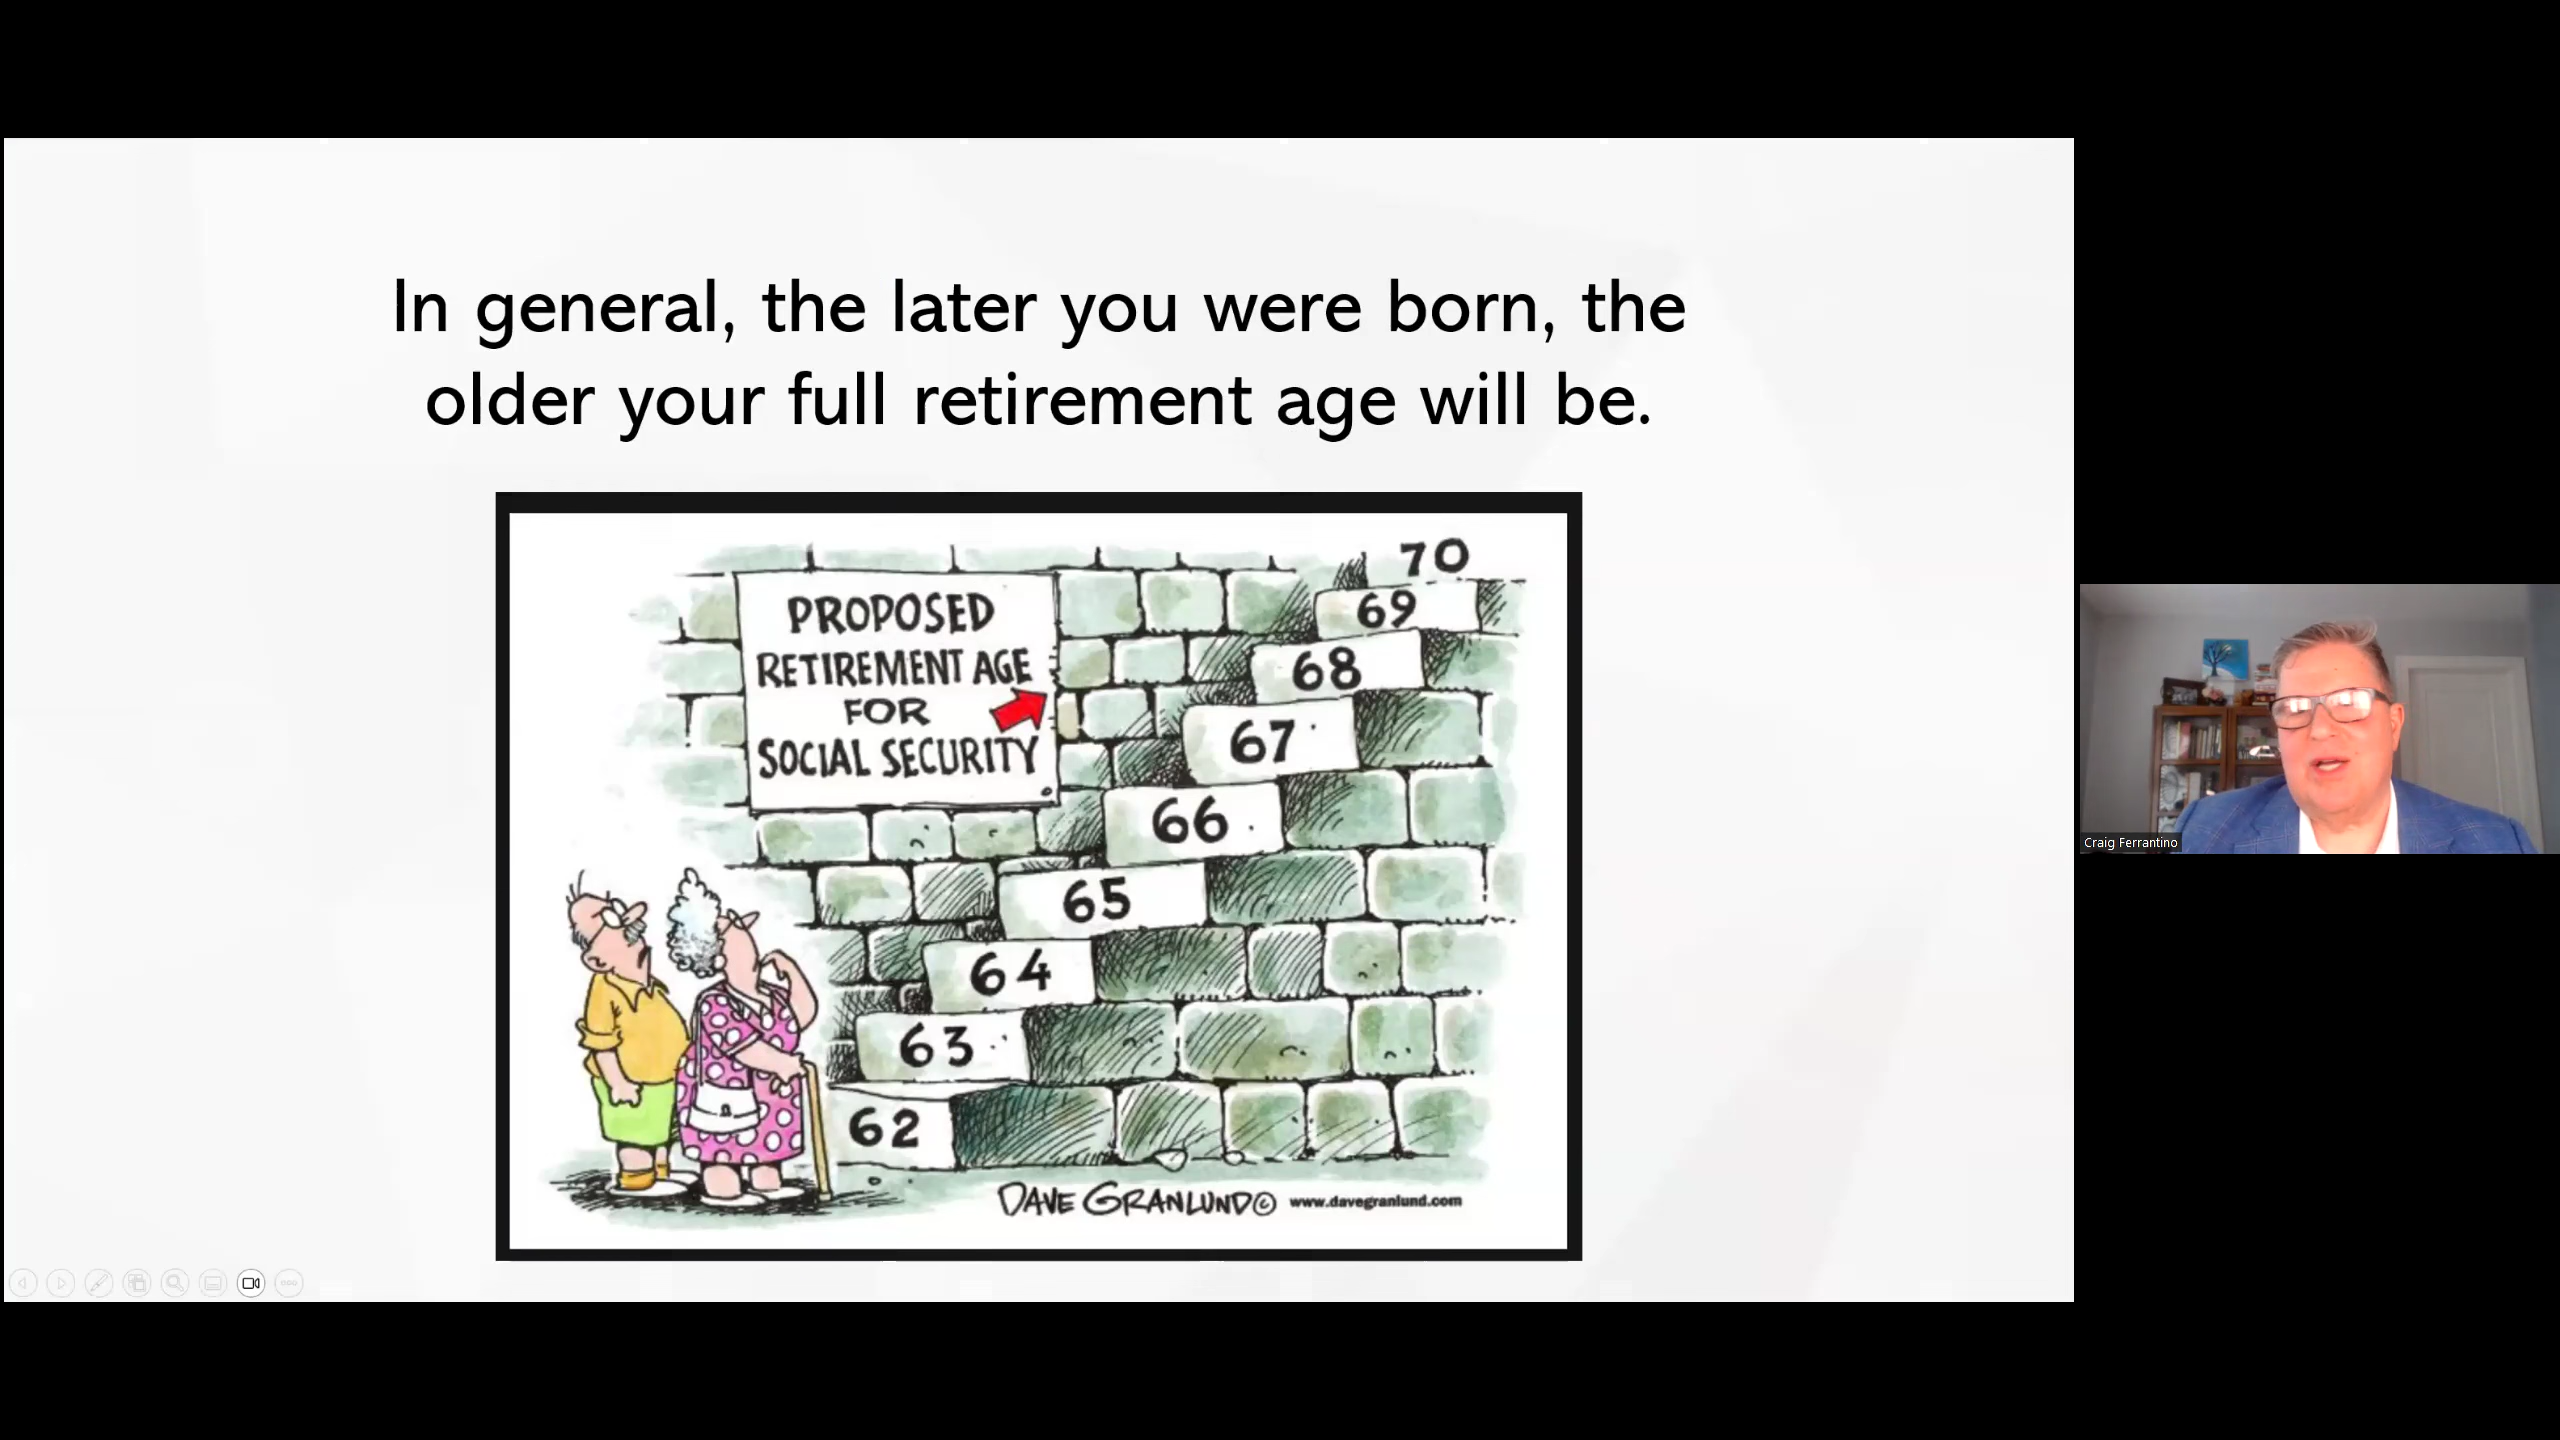 In general, the later you were born, the
older your full retirement age will be.
PROPOSED
RETIREMENT AGE
FOR
SOCIAL SECURITY
70
69
68
67
66
65
64
63
62
DAVE GRANLUND © www.davegranlund.com
Craig Ferrantino